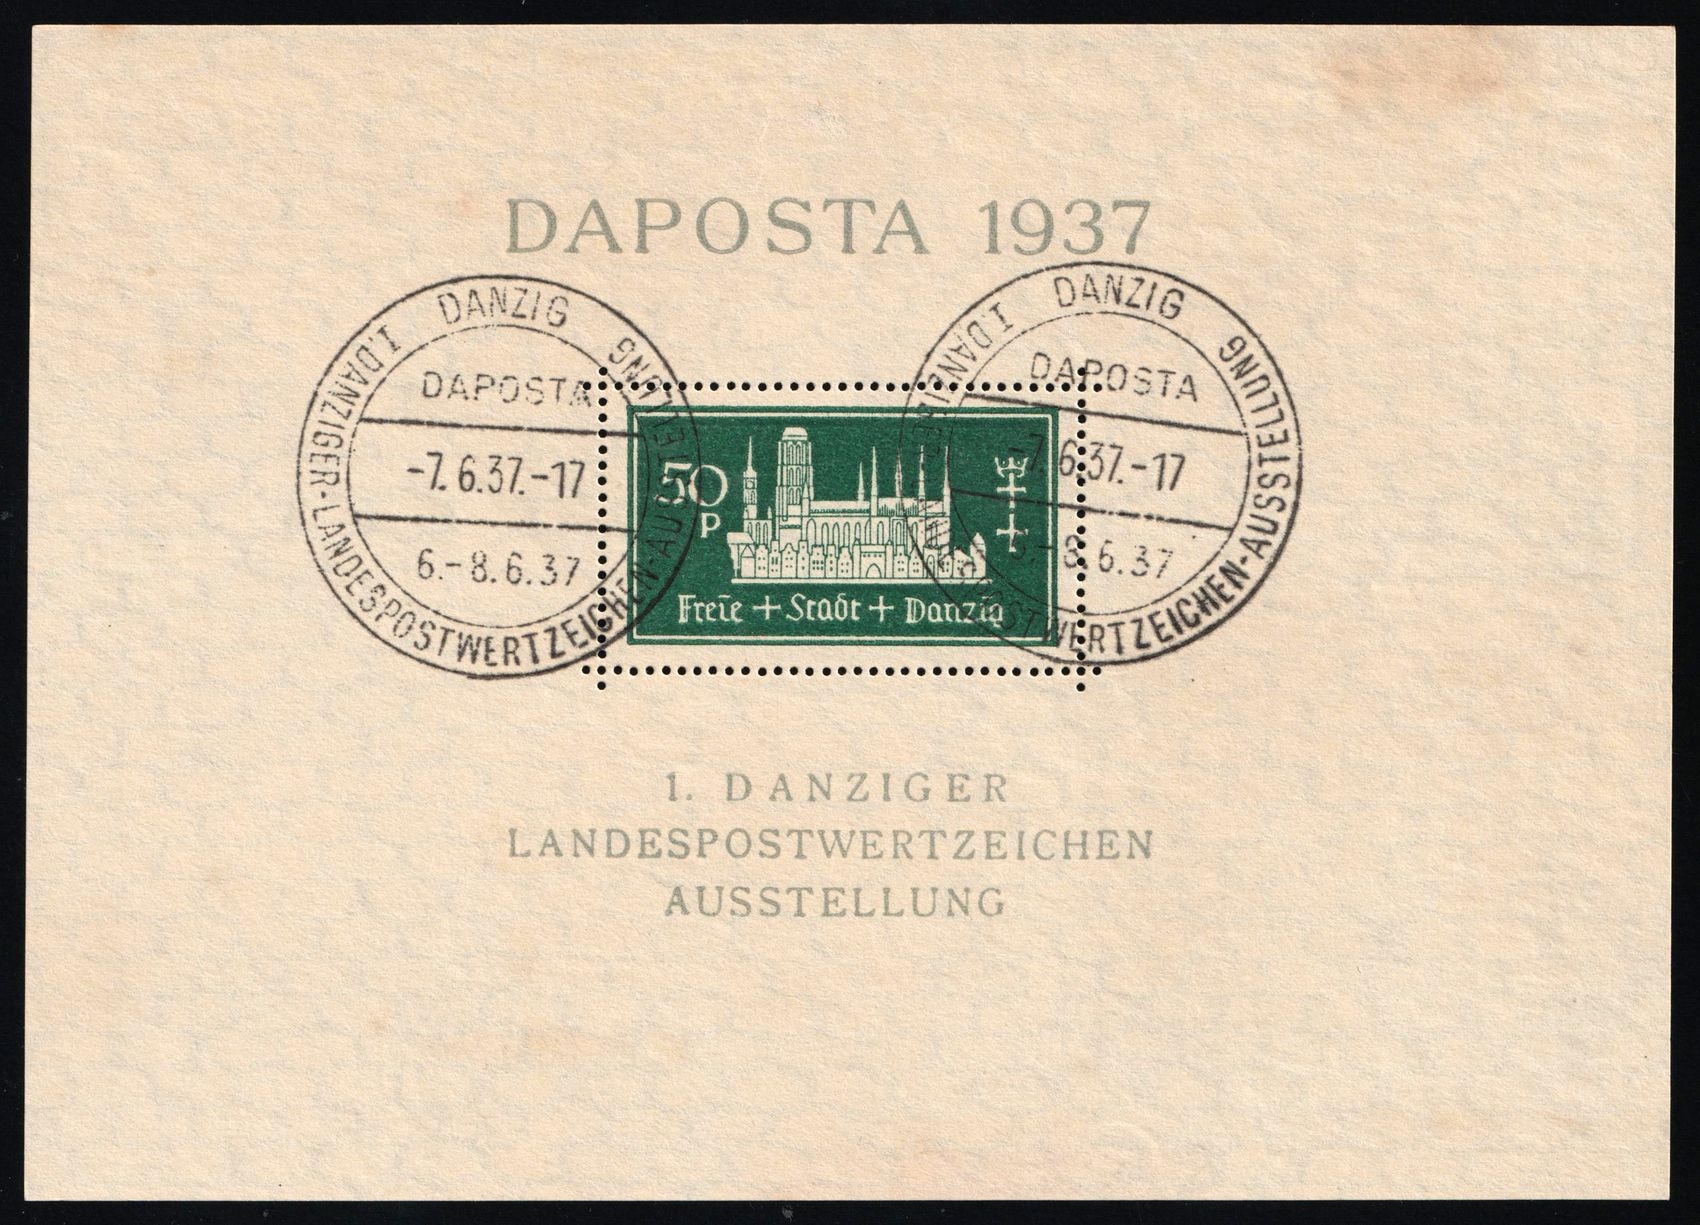 DAPOSTA 1937
DANZIG
I. DANZIGER-LANDESPOSTWERTZEICHEN-AUSSTELLUNG
DAPOSTA
-7.6.37.-17
6.-8.6.37
DANZIG
I. DANZIGER LANDESPOSTWERTZEICHEN-AUSSTELLUNG
DAPOSTA
-7.6.37.-17
6.-8.6.37
50
P
Freie + Stadt + Danzig
1. DANZIGER
LANDESPOSTWERTZEICHEN
AUSSTELLUNG